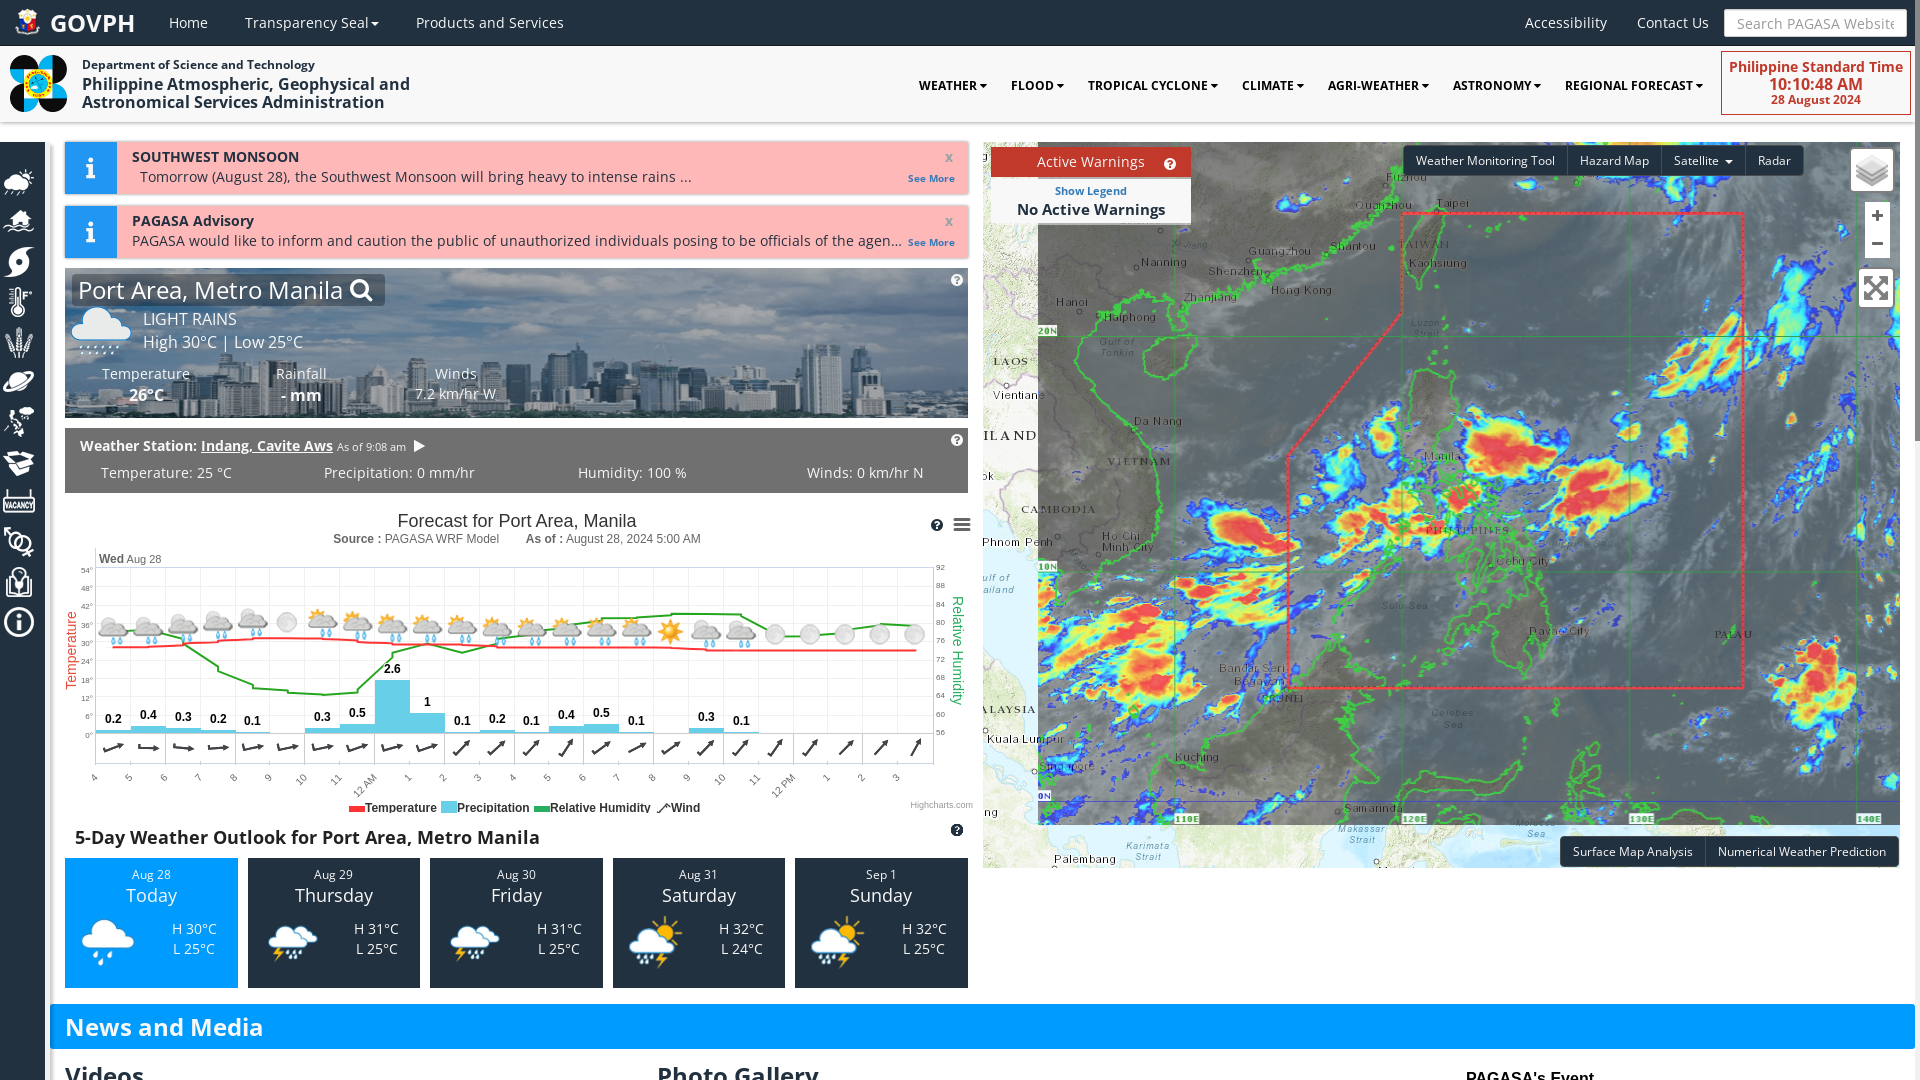 GOVPH Home Transparency Seal Products and Services Accessibility Contact Us Search PAGASA Website
Department of Science and Technology
Philippine Atmospheric, Geophysical and
Astronomical Services Administration
WEATHER FLOOD TROPICAL CYCLONE CLIMATE AGRI-WEATHER ASTRONOMY REGIONAL FORECAST
Philippine Standard Time
10:10:48 AM
28 August 2024
VACANCY
SOUTHWEST MONSOON x
Tomorrow (August 28), the Southwest Monsoon will bring heavy to intense rains ... See More
PAGASA Advisory x
PAGASA would like to inform and caution the public of unauthorized individuals posing to be officials of the agen... See More
Port Area, Metro Manila
LIGHT RAINS
High 30°C | Low 25°C
Temperature Rainfall Winds
26°C - mm 7.2 km/hr W
Weather Station: Indang, Cavite Aws As of 9:08 am
Temperature: 25 °C Precipitation: 0 mm/hr Humidity: 100 % Winds: 0 km/hr N
Forecast for Port Area, Manila
Source : PAGASA WRF Model As of : August 28, 2024 5:00 AM
Wed Aug 28
Temperature
54°
48°
42°
36°
30°
24°
18°
12°
6°
0°
92
88
84
80
76
72
68
64
60
56
Relative Humidity
0.2 0.4 0.3 0.2 0.1 0.3 0.5 2.6 1 0.1 0.2 0.1 0.4 0.5 0.1 0.3 0.1
4 5 6 7 8 9 10 11 12 AM 1 2 3 4 5 6 7 8 9 10 11 12 PM 1 2 3
Temperature Precipitation Relative Humidity Wind
Highcharts.com
5-Day Weather Outlook for Port Area, Metro Manila
Aug 28
Today
H 30°C
L 25°C
Aug 29
Thursday
H 31°C
L 25°C
Aug 30
Friday
H 31°C
L 25°C
Aug 31
Saturday
H 32°C
L 24°C
Sep 1
Sunday
H 32°C
L 25°C
Active Warnings
Show Legend
No Active Warnings
Weather Monitoring Tool Hazard Map Satellite Radar
+
−
Fuzhou
Quanzhou
Taipei
Guangzhou
Shantou
TAIWAN
Nanning
Shenzhen
Kaohsiung
Zhanjiang
Hong Kong
Hanoi
Haiphong
20N
Luzon
Strait
Gulf of
Tonkin
LAOS
Vientiane
Da Nang
ILAND
Manila
VIETNAM
CAMBODIA
PHILIPPINES
Phnom Penh
Ho Chi
Minh City
Cebu City
10N
Sulu Sea
Davao City
PALAU
Bandar Seri
Begawan
BRUNEI
ALAYSIA
Celebes
Sea
Kuala Lumpur
Kuching
Singapore
0N
Samarinda
110E 120E 130E 140E
Makassar
Strait
Molucca
Sea
Karimata
Strait
Palembang
Surface Map Analysis Numerical Weather Prediction
News and Media
Videos Photo Gallery PAGASA's Event